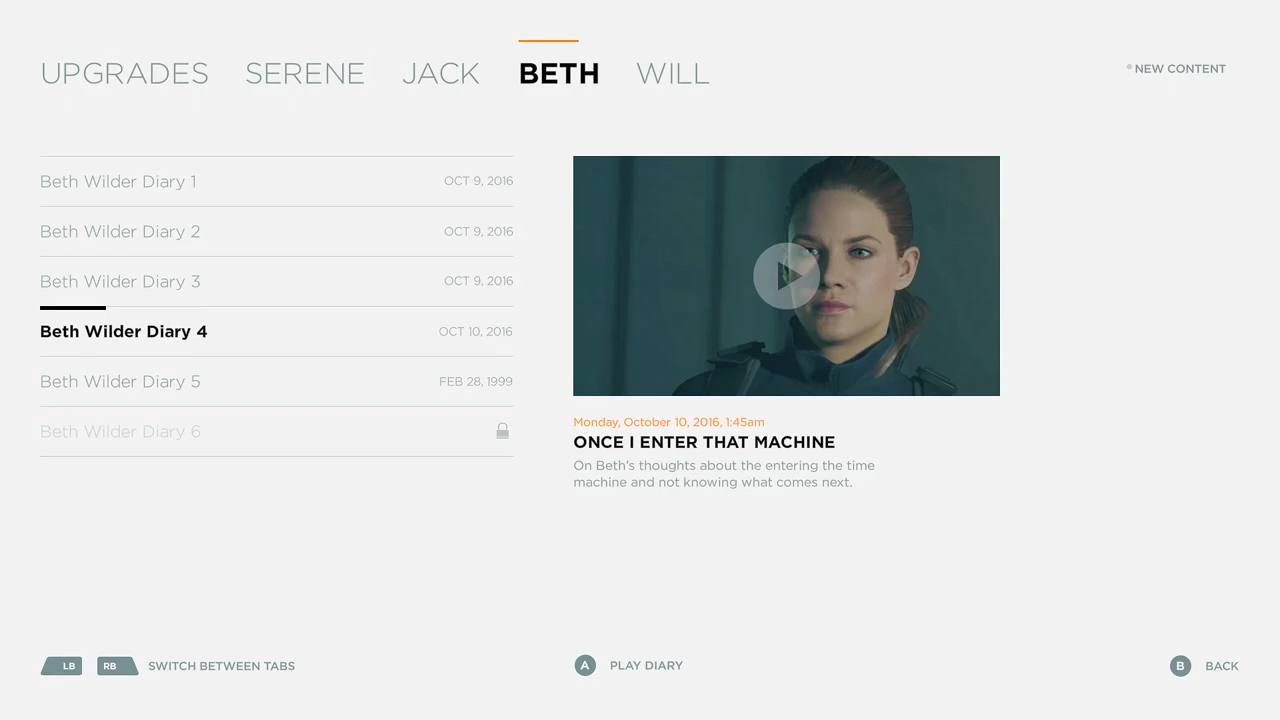 UPGRADES SERENE JACK BETH WILL
NEW CONTENT
Beth Wilder Diary 1 OCT 9, 2016
Beth Wilder Diary 2 OCT 9, 2016
Beth Wilder Diary 3 OCT 9, 2016
Beth Wilder Diary 4 OCT 10, 2016
Beth Wilder Diary 5 FEB 28, 1999
Beth Wilder Diary 6
Monday, October 10, 2016, 1:45am
ONCE I ENTER THAT MACHINE
On Beth's thoughts about the entering the time
machine and not knowing what comes next.
LB RB SWITCH BETWEEN TABS
A PLAY DIARY
B BACK